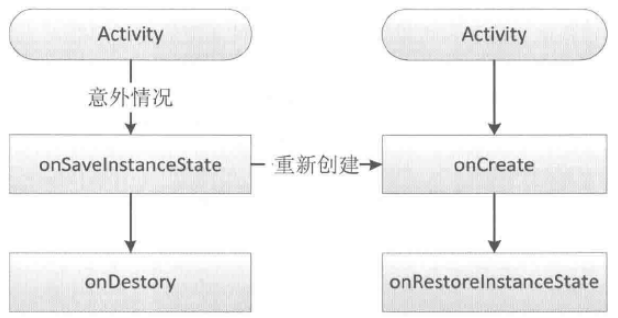 Activity
Activity
意外情况
onSaveInstanceState
重新创建
onCreate
onDestory
onRestoreInstanceState